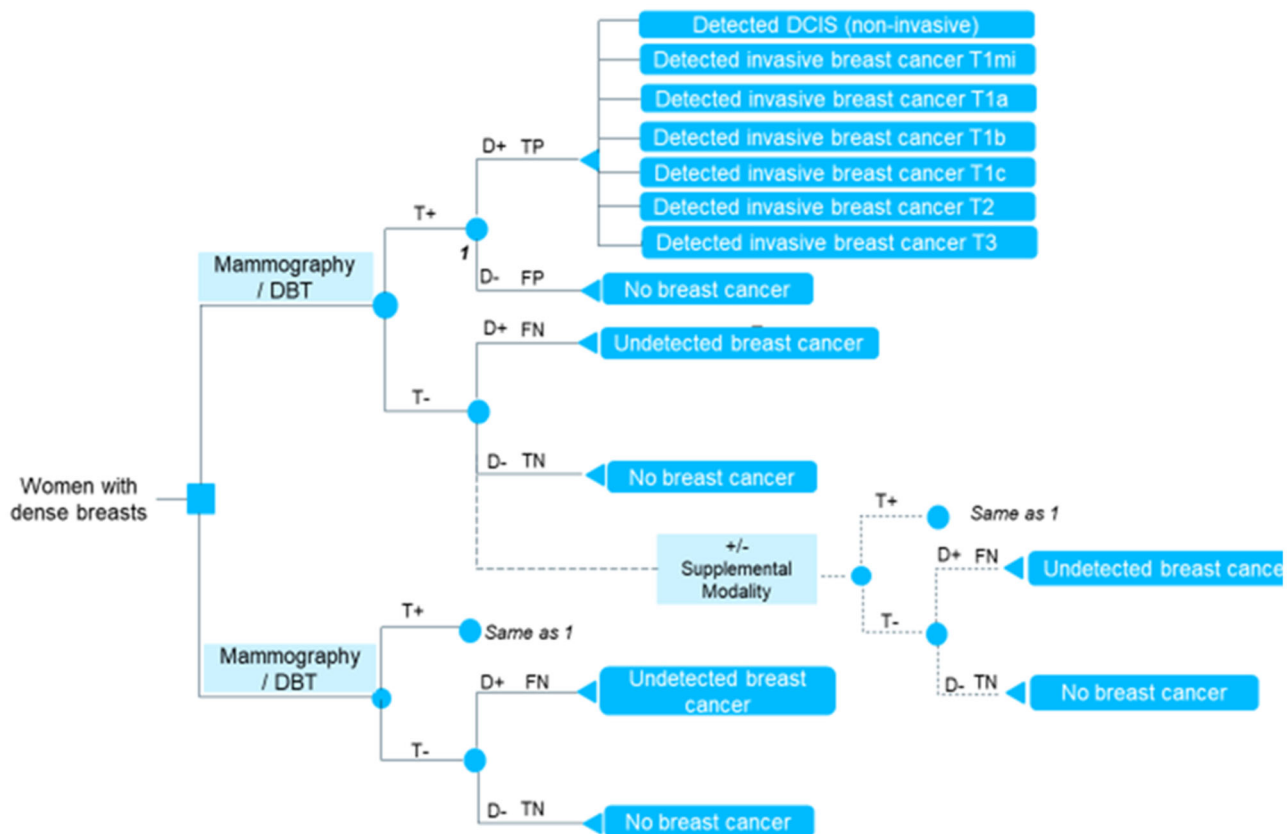 Detected DCIS (non-invasive)
Detected invasive breast cancer T1mi
Detected invasive breast cancer T1a
D+ TP
Detected invasive breast cancer T1b
Detected invasive breast cancer T1c
Detected invasive breast cancer T2
T+
1
Detected invasive breast cancer T3
Mammography
/ DBT
D- FP
No breast cancer
D+ FN
Undetected breast cancer
T-
D- TN
No breast cancer
Women with
dense breasts
+/-
Supplemental
Modality
T+
Same as 1
D+ FN
Undetected breast cance
T-
D- TN
No breast cancer
Mammography
/ DBT
T+
Same as 1
D+ FN
Undetected breast
cancer
T-
D- TN
No breast cancer